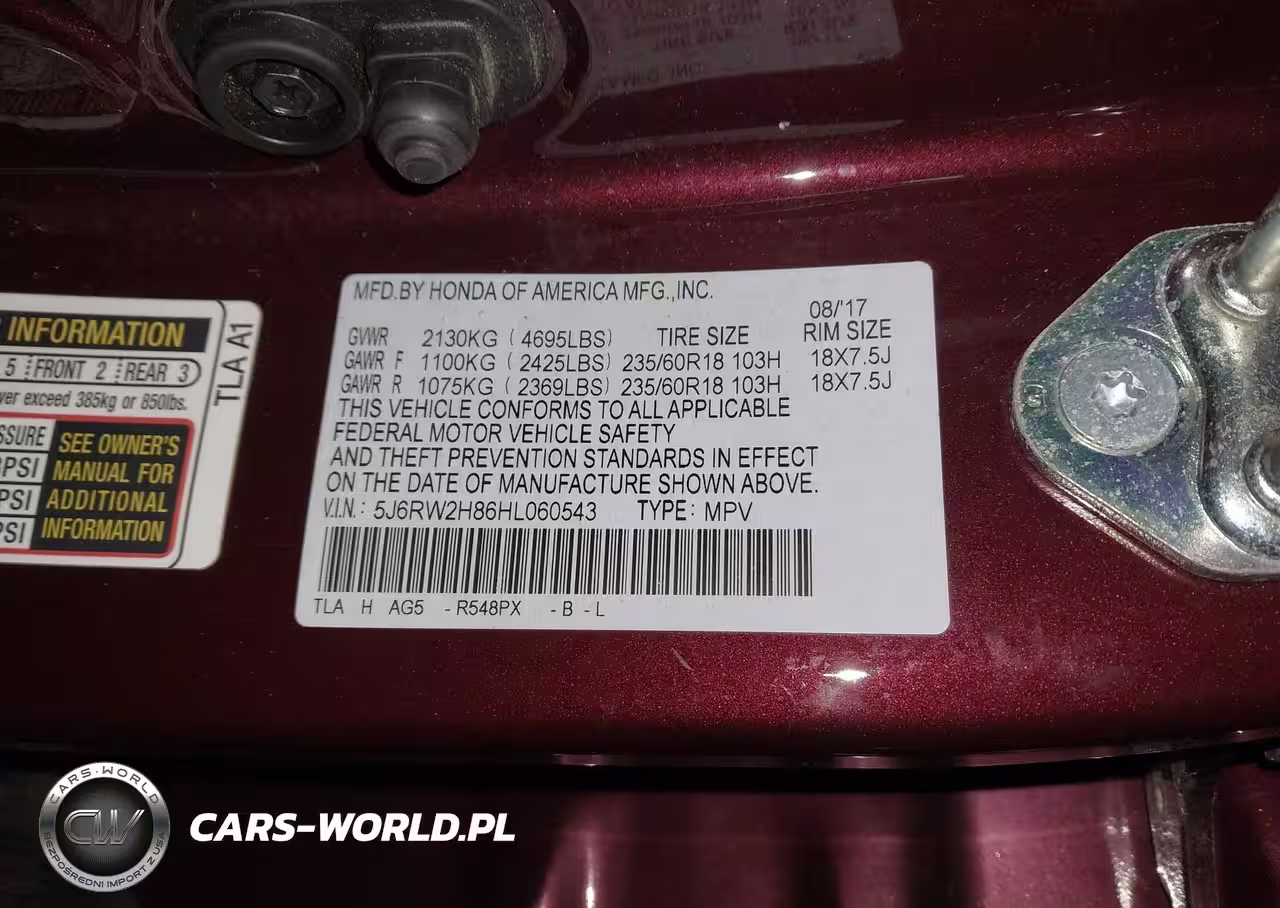 INFORMATION
5 FRONT 2 REAR 3
ver exceed 385kg or 850lbs.
SSURE
PSI
PSI
PSI
SEE OWNER'S
MANUAL FOR
ADDITIONAL
INFORMATION
TLA A1
MFD.BY HONDA OF AMERICA MFG.,INC.
08/'17
GVWR 2130KG (4695LBS) TIRE SIZE RIM SIZE
GAWR F 1100KG (2425LBS) 235/60R18 103H 18X7.5J
GAWR R 1075KG (2369LBS) 235/60R18 103H 18X7.5J
THIS VEHICLE CONFORMS TO ALL APPLICABLE
FEDERAL MOTOR VEHICLE SAFETY
AND THEFT PREVENTION STANDARDS IN EFFECT
ON THE DATE OF MANUFACTURE SHOWN ABOVE.
V.I.N.: 5J6RW2H86HL060543 TYPE: MPV
TLA H AG5 -R548PX -B -L
CARS-WORLD
CW
BEZPOŚREDNI IMPORT Z USA
CARS-WORLD.PL